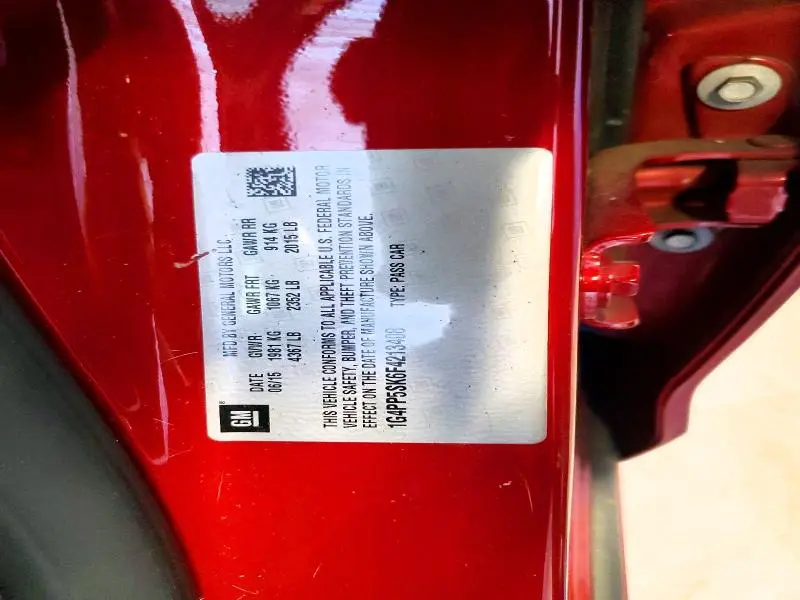 GM
MFD BY GENERAL MOTORS LLC
DATE GVWR GAWR FRT GAWR RR
06/15 1981 KG 1067 KG 914 KG
4367 LB 2352 LB 2015 LB
THIS VEHICLE CONFORMS TO ALL APPLICABLE U.S. FEDERAL MOTOR
VEHICLE SAFETY, BUMPER, AND THEFT PREVENTION STANDARDS IN
EFFECT ON THE DATE OF MANUFACTURE SHOWN ABOVE.
1G4PP5SK6F4213408 TYPE: PASS CAR